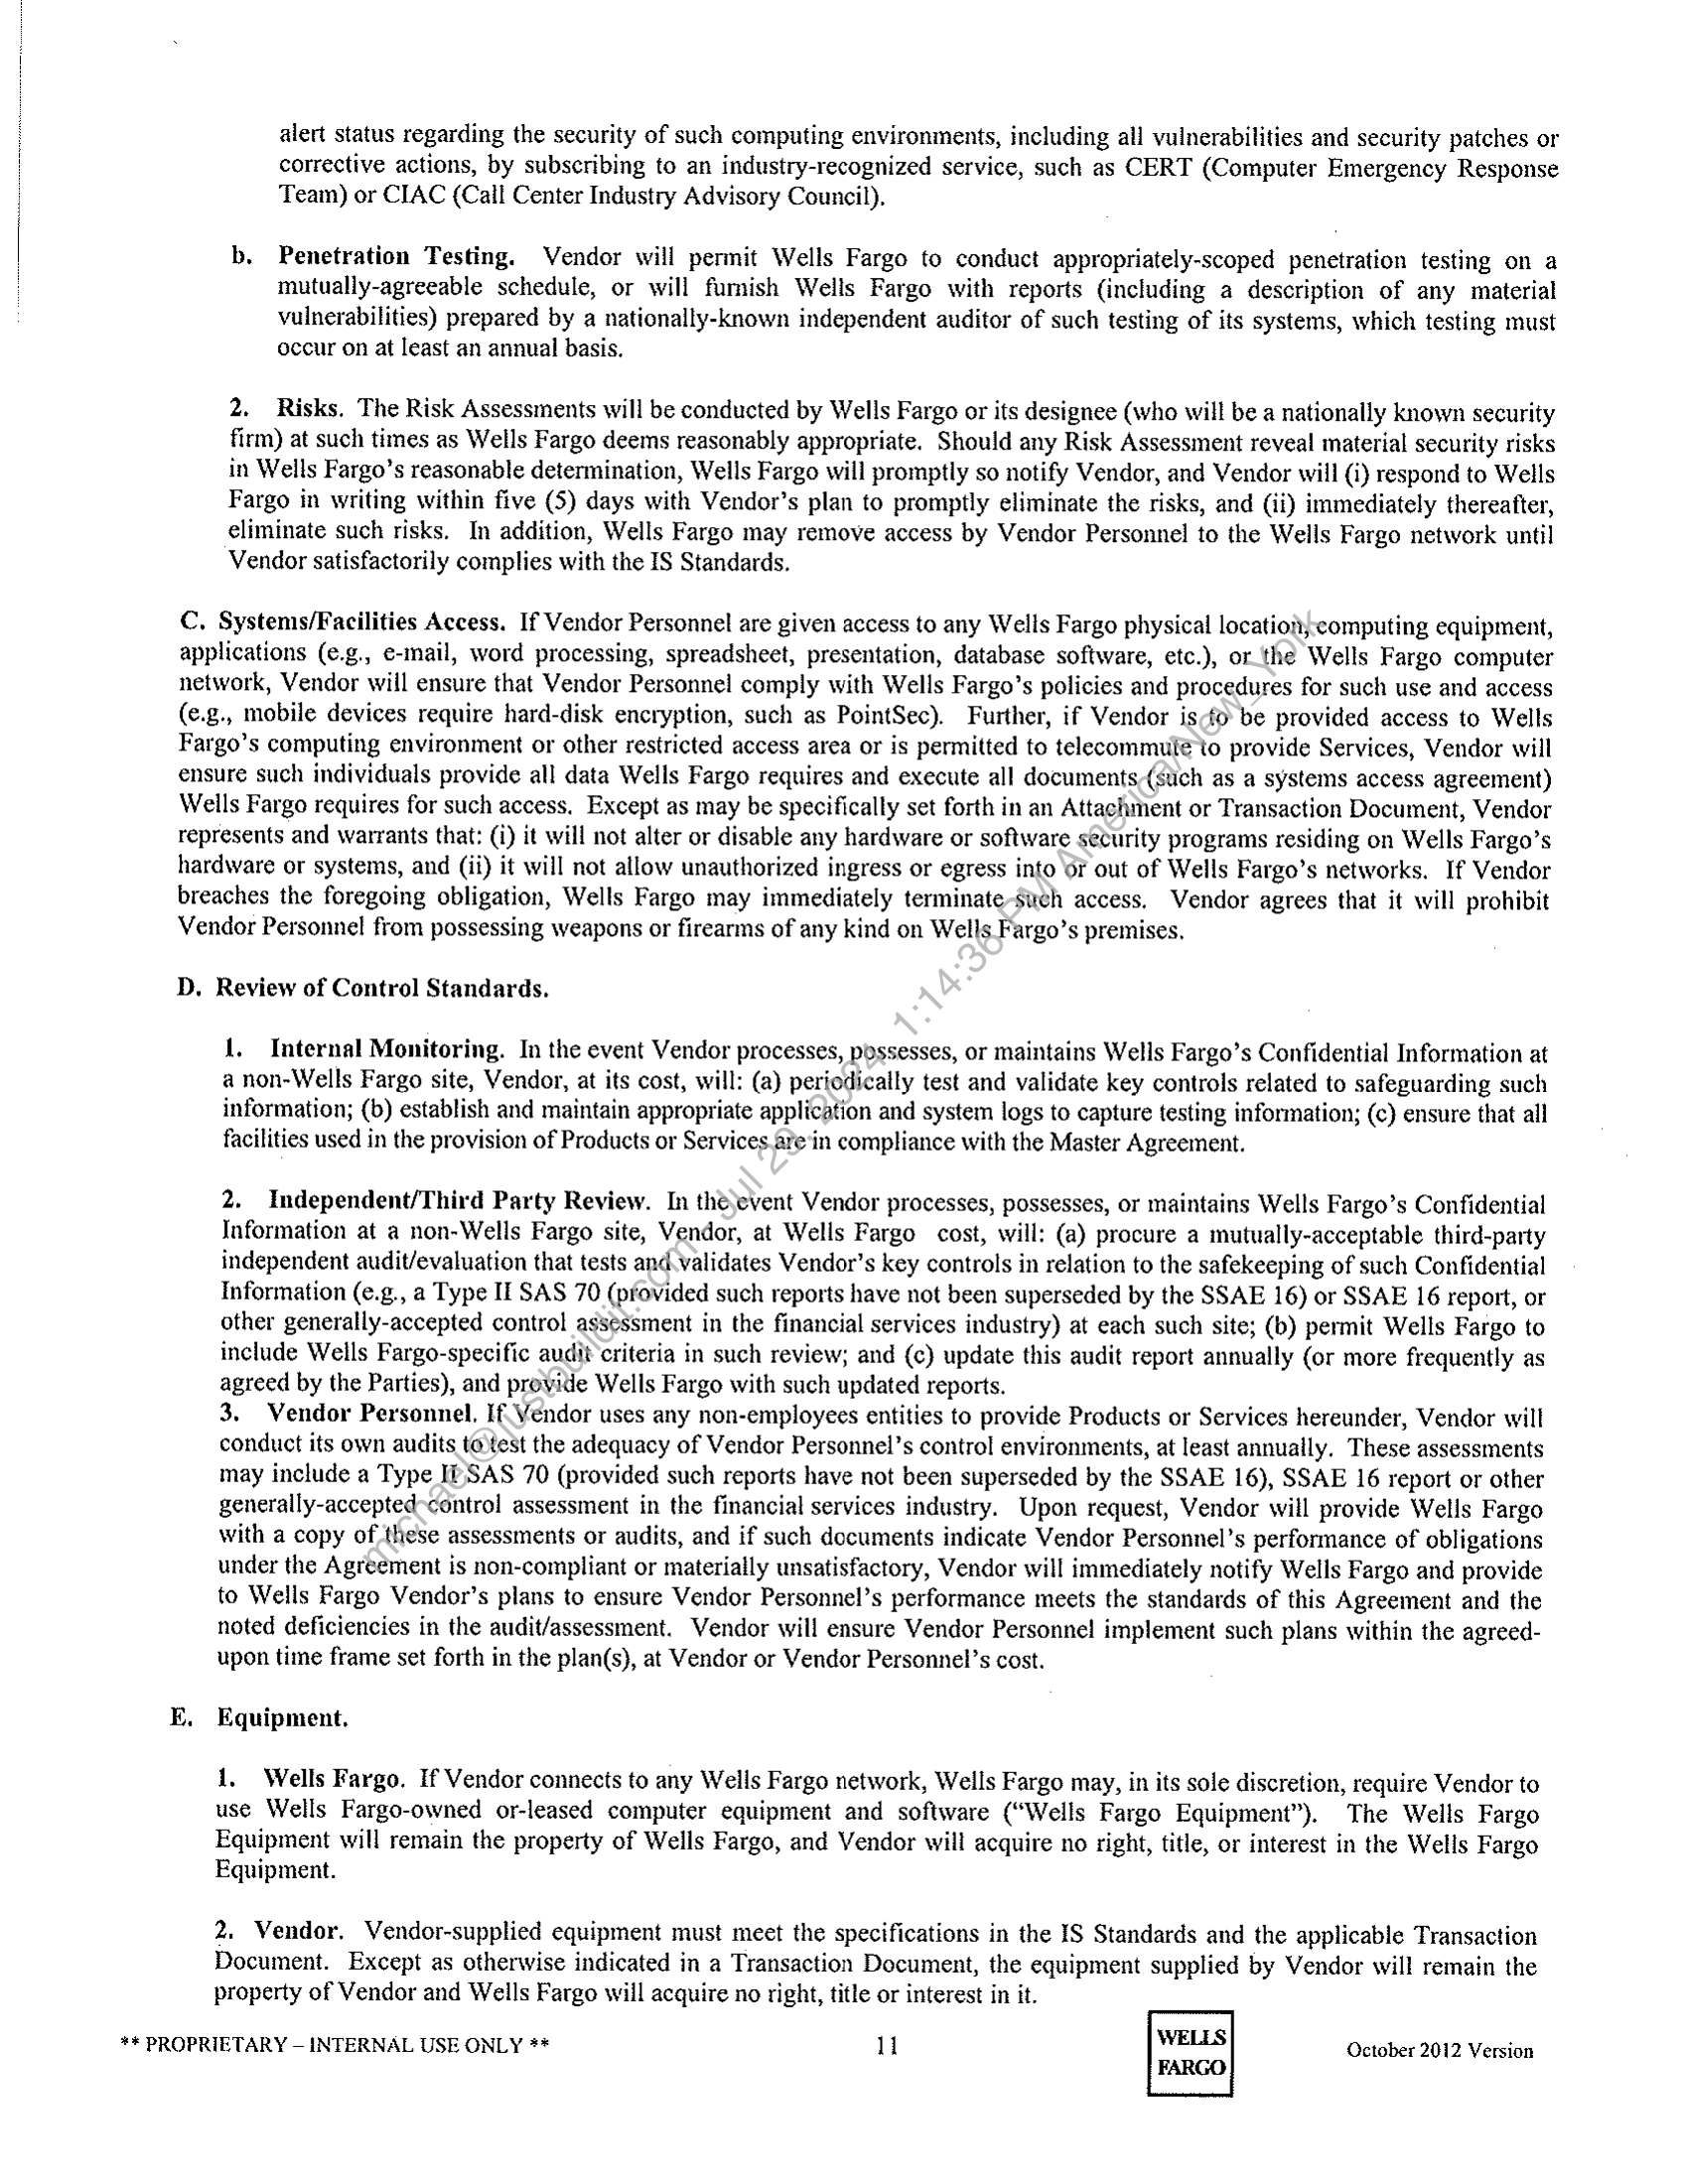 alert status regarding the security of such computing environments, including all vulnerabilities and security patches or
corrective actions, by subscribing to an industry-recognized service, such as CERT (Computer Emergency Response
Team) or CIAC (Call Center Industry Advisory Council).
b. Penetration Testing. Vendor will permit Wells Fargo to conduct appropriately-scoped penetration testing on a
mutually-agreeable schedule, or will furnish Wells Fargo with reports (including a description of any material
vulnerabilities) prepared by a nationally-known independent auditor of such testing of its systems, which testing must
occur on at least an annual basis.
2. Risks. The Risk Assessments will be conducted by Wells Fargo or its designee (who will be a nationally known security
firm) at such times as Wells Fargo deems reasonably appropriate. Should any Risk Assessment reveal material security risks
in Wells Fargo's reasonable determination, Wells Fargo will promptly so notify Vendor, and Vendor will (i) respond to Wells
Fargo in writing within five (5) days with Vendor's plan to promptly eliminate the risks, and (ii) immediately thereafter,
eliminate such risks. In addition, Wells Fargo may remove access by Vendor Personnel to the Wells Fargo network until
Vendor satisfactorily complies with the IS Standards.
C. Systems/Facilities Access. If Vendor Personnel are given access to any Wells Fargo physical location, computing equipment,
applications (e.g., e-mail, word processing, spreadsheet, presentation, database software, etc.), or the Wells Fargo computer
network, Vendor will ensure that Vendor Personnel comply with Wells Fargo's policies and procedures for such use and access
(e.g., mobile devices require hard-disk encryption, such as PointSec). Further, if Vendor is to be provided access to Wells
Fargo's computing environment or other restricted access area or is permitted to telecommute to provide Services, Vendor will
ensure such individuals provide all data Wells Fargo requires and execute all documents (such as a systems access agreement)
Wells Fargo requires for such access. Except as may be specifically set forth in an Attachment or Transaction Document, Vendor
represents and warrants that: (i) it will not alter or disable any hardware or software security programs residing on Wells Fargo's
hardware or systems, and (ii) it will not allow unauthorized ingress or egress into or out of Wells Fargo's networks. If Vendor
breaches the foregoing obligation, Wells Fargo may immediately terminate such access. Vendor agrees that it will prohibit
Vendor Personnel from possessing weapons or firearms of any kind on Wells Fargo's premises.
D. Review of Control Standards.
1. Internal Monitoring. In the event Vendor processes, possesses, or maintains Wells Fargo's Confidential Information at
a non-Wells Fargo site, Vendor, at its cost, will: (a) periodically test and validate key controls related to safeguarding such
information; (b) establish and maintain appropriate application and system logs to capture testing information; (c) ensure that all
facilities used in the provision of Products or Services are in compliance with the Master Agreement.
2. Independent/Third Party Review. In the event Vendor processes, possesses, or maintains Wells Fargo's Confidential
Information at a non-Wells Fargo site, Vendor, at Wells Fargo cost, will: (a) procure a mutually-acceptable third-party
independent audit/evaluation that tests and validates Vendor's key controls in relation to the safekeeping of such Confidential
Information (e.g., a Type II SAS 70 (provided such reports have not been superseded by the SSAE 16) or SSAE 16 report, or
other generally-accepted control assessment in the financial services industry) at each such site; (b) permit Wells Fargo to
include Wells Fargo-specific audit criteria in such review; and (c) update this audit report annually (or more frequently as
agreed by the Parties), and provide Wells Fargo with such updated reports.
3. Vendor Personnel. If Vendor uses any non-employees entities to provide Products or Services hereunder, Vendor will
conduct its own audits to test the adequacy of Vendor Personnel's control environments, at least annually. These assessments
may include a Type II SAS 70 (provided such reports have not been superseded by the SSAE 16), SSAE 16 report or other
generally-accepted control assessment in the financial services industry. Upon request, Vendor will provide Wells Fargo
with a copy of these assessments or audits, and if such documents indicate Vendor Personnel's performance of obligations
under the Agreement is non-compliant or materially unsatisfactory, Vendor will immediately notify Wells Fargo and provide
to Wells Fargo Vendor's plans to ensure Vendor Personnel's performance meets the standards of this Agreement and the
noted deficiencies in the audit/assessment. Vendor will ensure Vendor Personnel implement such plans within the agreed-
upon time frame set forth in the plan(s), at Vendor or Vendor Personnel's cost.
E. Equipment.
1. Wells Fargo. If Vendor connects to any Wells Fargo network, Wells Fargo may, in its sole discretion, require Vendor to
use Wells Fargo-owned or-leased computer equipment and software ("Wells Fargo Equipment"). The Wells Fargo
Equipment will remain the property of Wells Fargo, and Vendor will acquire no right, title, or interest in the Wells Fargo
Equipment.
2. Vendor. Vendor-supplied equipment must meet the specifications in the IS Standards and the applicable Transaction
Document. Except as otherwise indicated in a Transaction Document, the equipment supplied by Vendor will remain the
property of Vendor and Wells Fargo will acquire no right, title or interest in it.
** PROPRIETARY – INTERNAL USE ONLY **
11
WELLS
FARGO
October 2012 Version
michael@justbuildit.com - Jul 29, 2024, 1:14:36 PM America/New_York